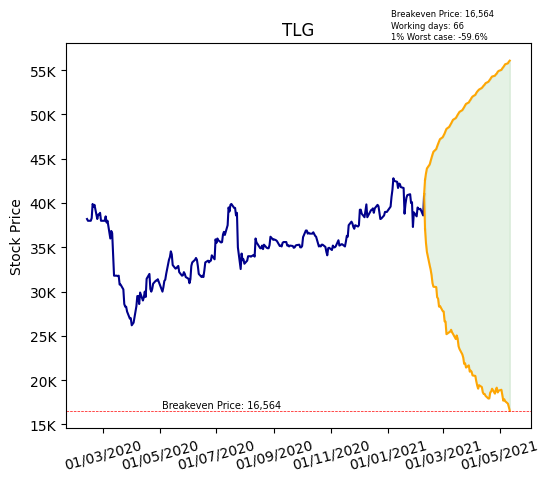 Breakeven Price: 16,564
Working days: 66
1% Worst case: -59.6%
TLG
Stock Price
55K
50K
45K
40K
35K
30K
25K
20K
15K
Breakeven Price: 16,564
01/03/2020
01/05/2020
01/07/2020
01/09/2020
01/11/2020
01/01/2021
01/03/2021
01/05/2021